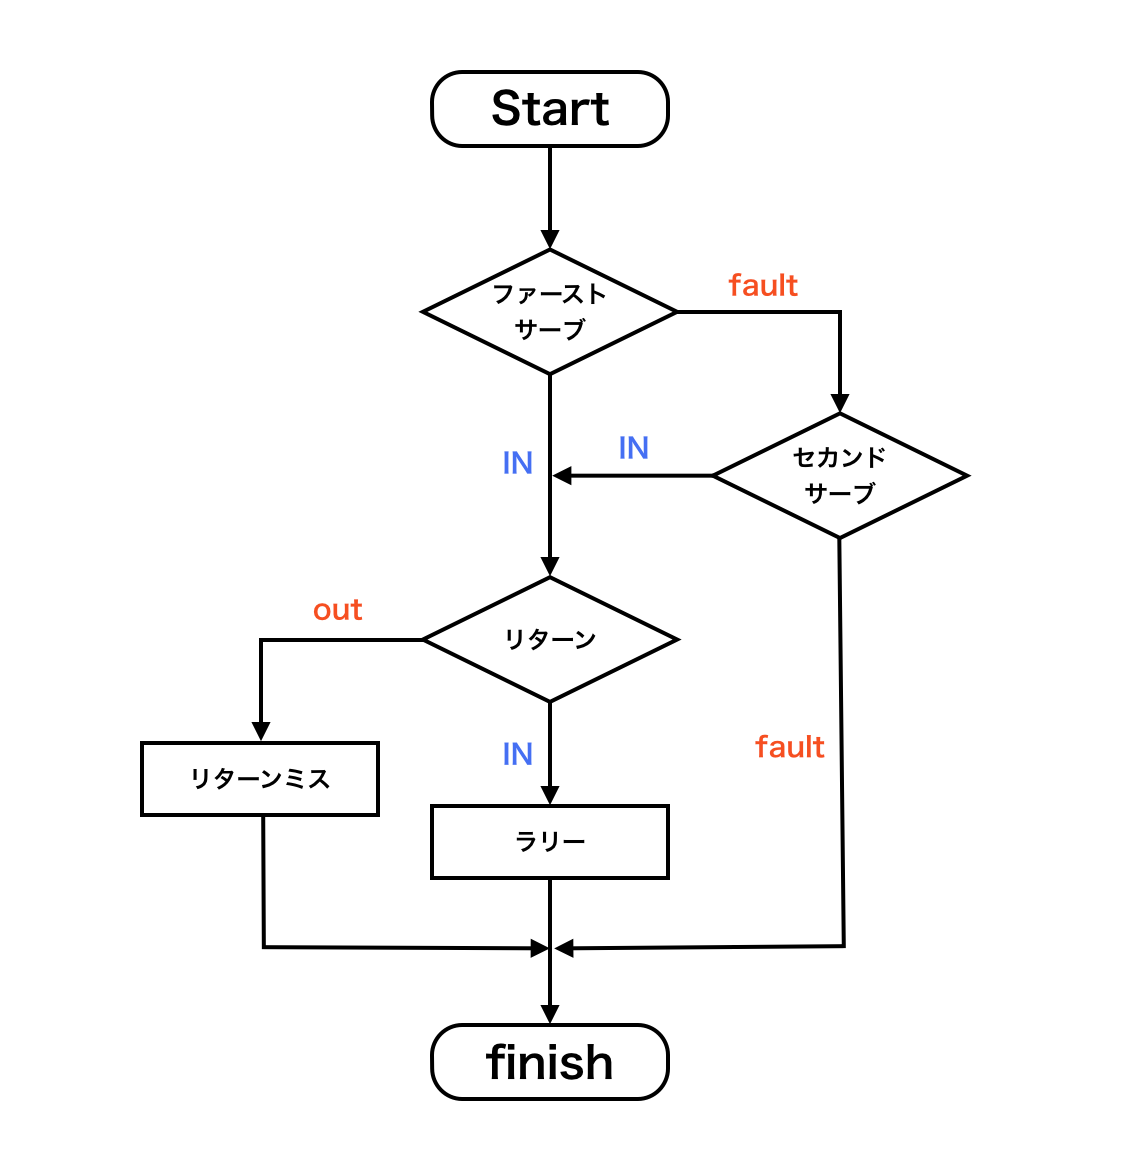 Start
ファースト
サーブ
fault
セカンド
サーブ
IN
IN
リターン
out
リターンミス
IN
fault
ラリー
finish